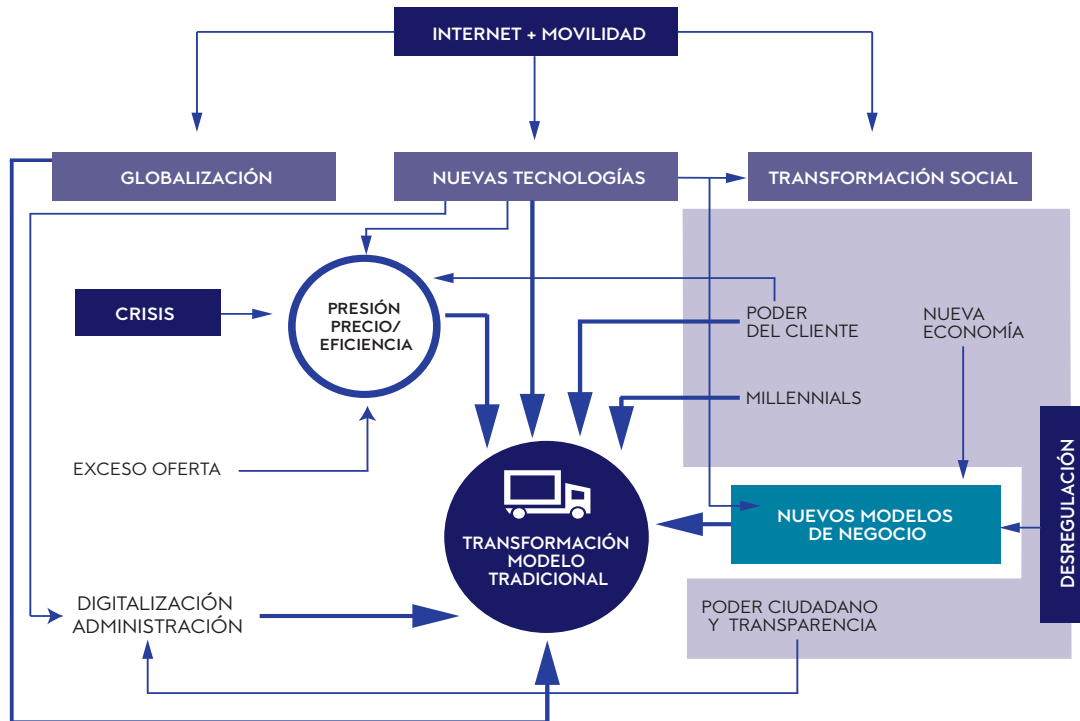 INTERNET + MOVILIDAD
GLOBALIZACIÓN
NUEVAS TECNOLOGÍAS
TRANSFORMACIÓN SOCIAL
CRISIS
PRESIÓN
PRECIO/
EFICIENCIA
PODER
DEL CLIENTE
NUEVA
ECONOMÍA
MILLENNIALS
EXCESO OFERTA
DESREGULACIÓN
NUEVOS MODELOS
DE NEGOCIO
TRANSFORMACIÓN
MODELO
TRADICIONAL
DIGITALIZACIÓN
ADMINISTRACIÓN
PODER CIUDADANO
Y TRANSPARENCIA